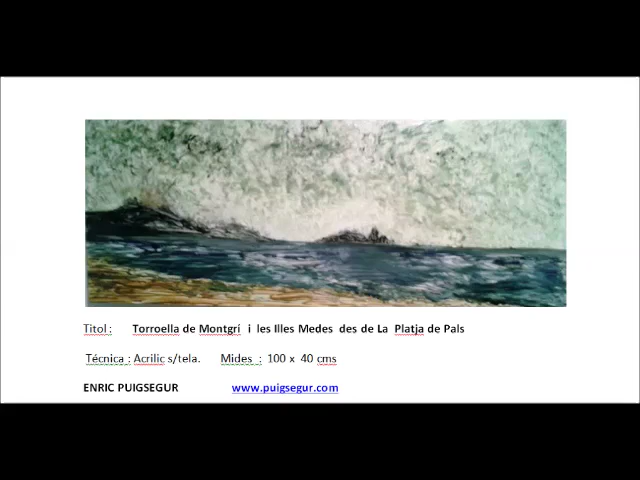 Titol : Torroella de Montgrí i les Illes Medes des de La Platja de Pals
Técnica : Acrilic s/tela. Mides : 100 x 40 cms
ENRIC PUIGSEGUR www.puigsegur.com